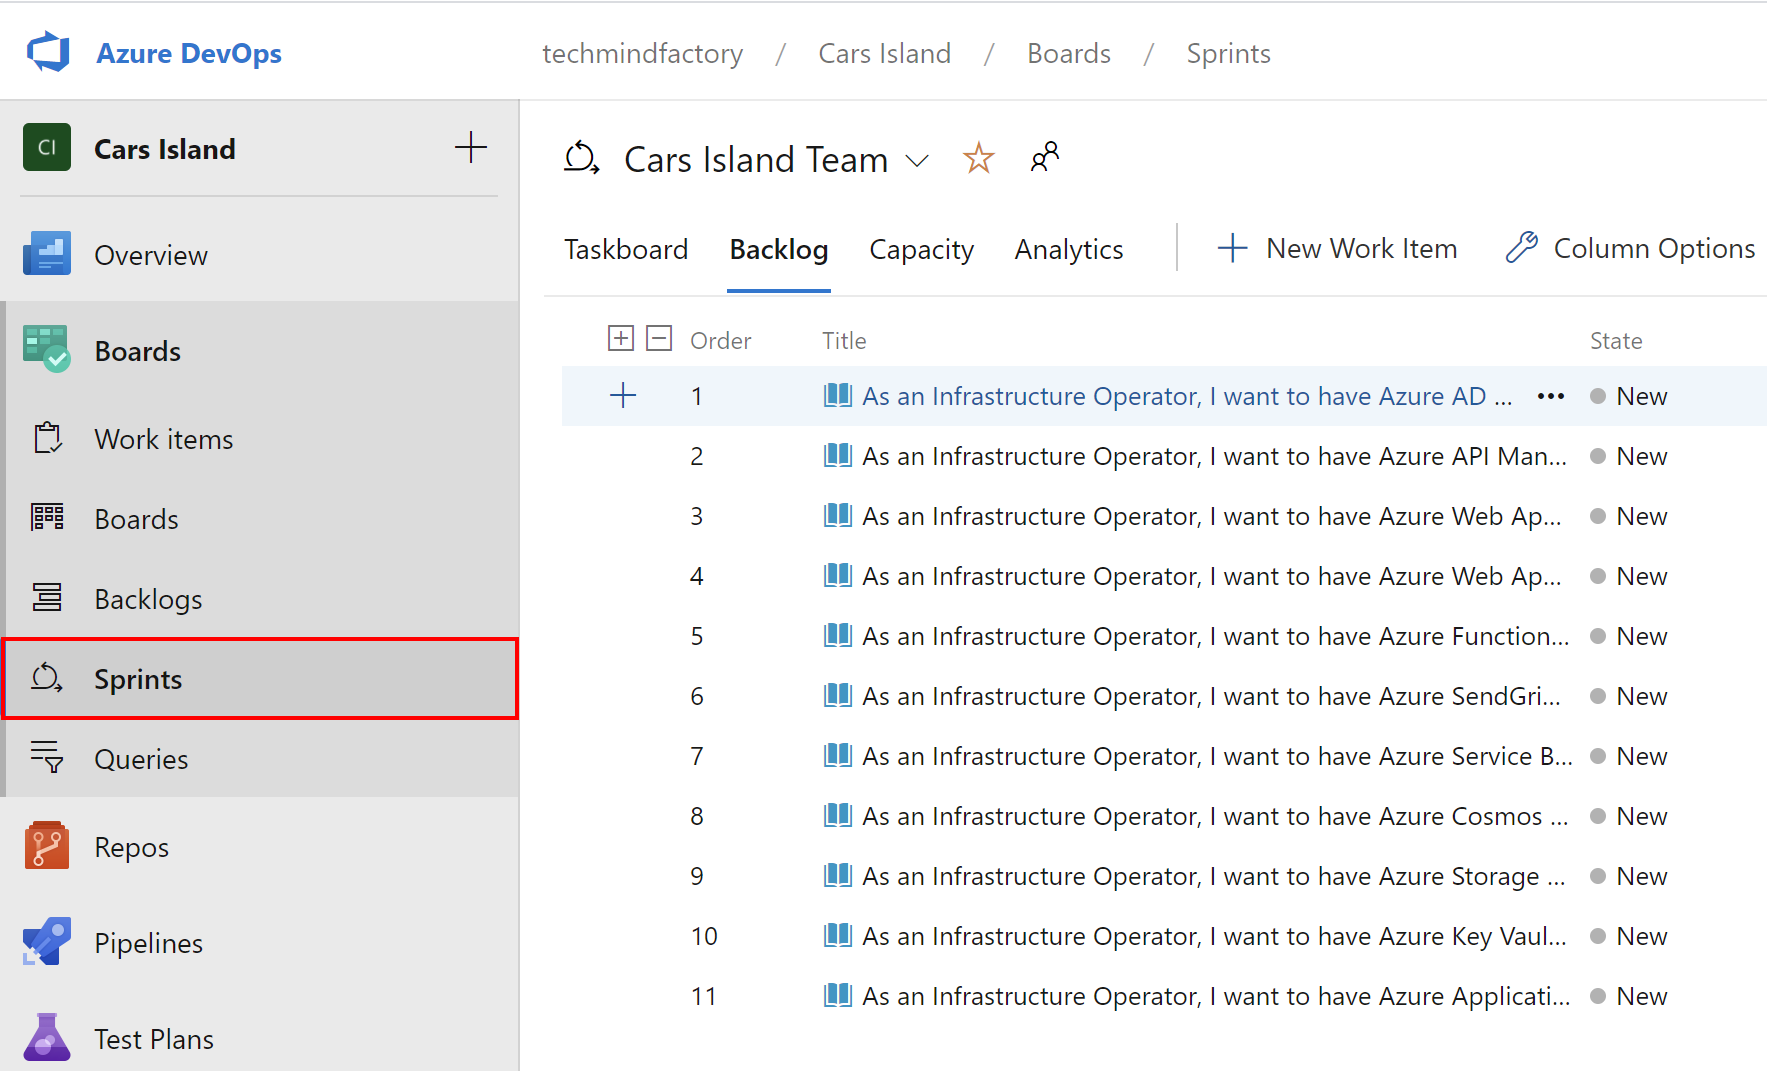 Azure DevOps
techmindfactory / Cars Island / Boards / Sprints
CI Cars Island
Overview
Boards
Work items
Boards
Backlogs
Sprints
Queries
Repos
Pipelines
Test Plans
Cars Island Team
Taskboard Backlog Capacity Analytics New Work Item Column Options
Order Title State
1 As an Infrastructure Operator, I want to have Azure AD ... New
2 As an Infrastructure Operator, I want to have Azure API Man... New
3 As an Infrastructure Operator, I want to have Azure Web Ap... New
4 As an Infrastructure Operator, I want to have Azure Web Ap... New
5 As an Infrastructure Operator, I want to have Azure Function... New
6 As an Infrastructure Operator, I want to have Azure SendGri... New
7 As an Infrastructure Operator, I want to have Azure Service B... New
8 As an Infrastructure Operator, I want to have Azure Cosmos ... New
9 As an Infrastructure Operator, I want to have Azure Storage ... New
10 As an Infrastructure Operator, I want to have Azure Key Vaul... New
11 As an Infrastructure Operator, I want to have Azure Applicati... New